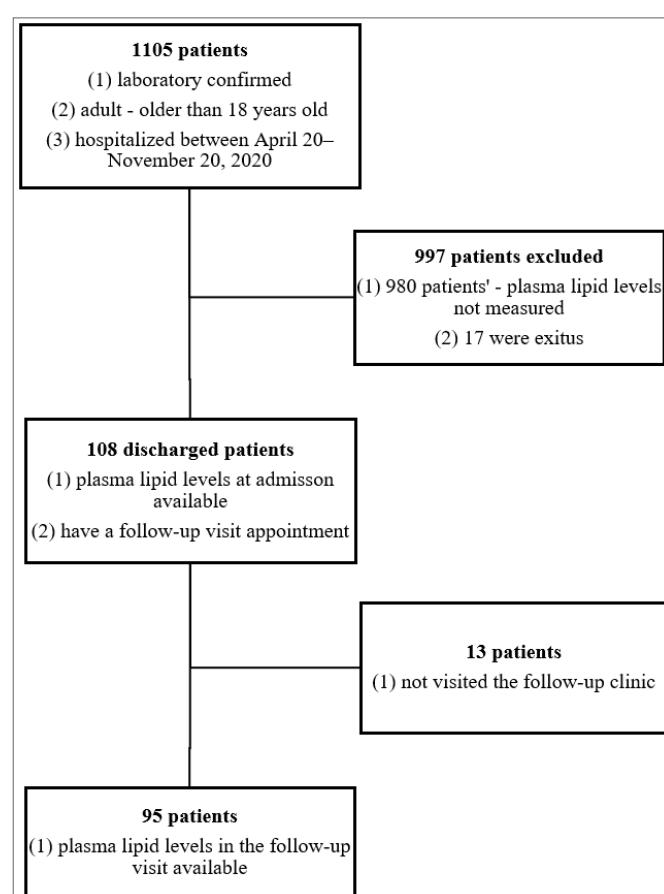 1105 patients
(1) laboratory confirmed
(2) adult - older than 18 years old
(3) hospitalized between April 20–
November 20, 2020
997 patients excluded
(1) 980 patients' - plasma lipid levels
not measured
(2) 17 were exitus
108 discharged patients
(1) plasma lipid levels at admisson
available
(2) have a follow-up visit appointment
13 patients
(1) not visited the follow-up clinic
95 patients
(1) plasma lipid levels in the follow-up
visit available